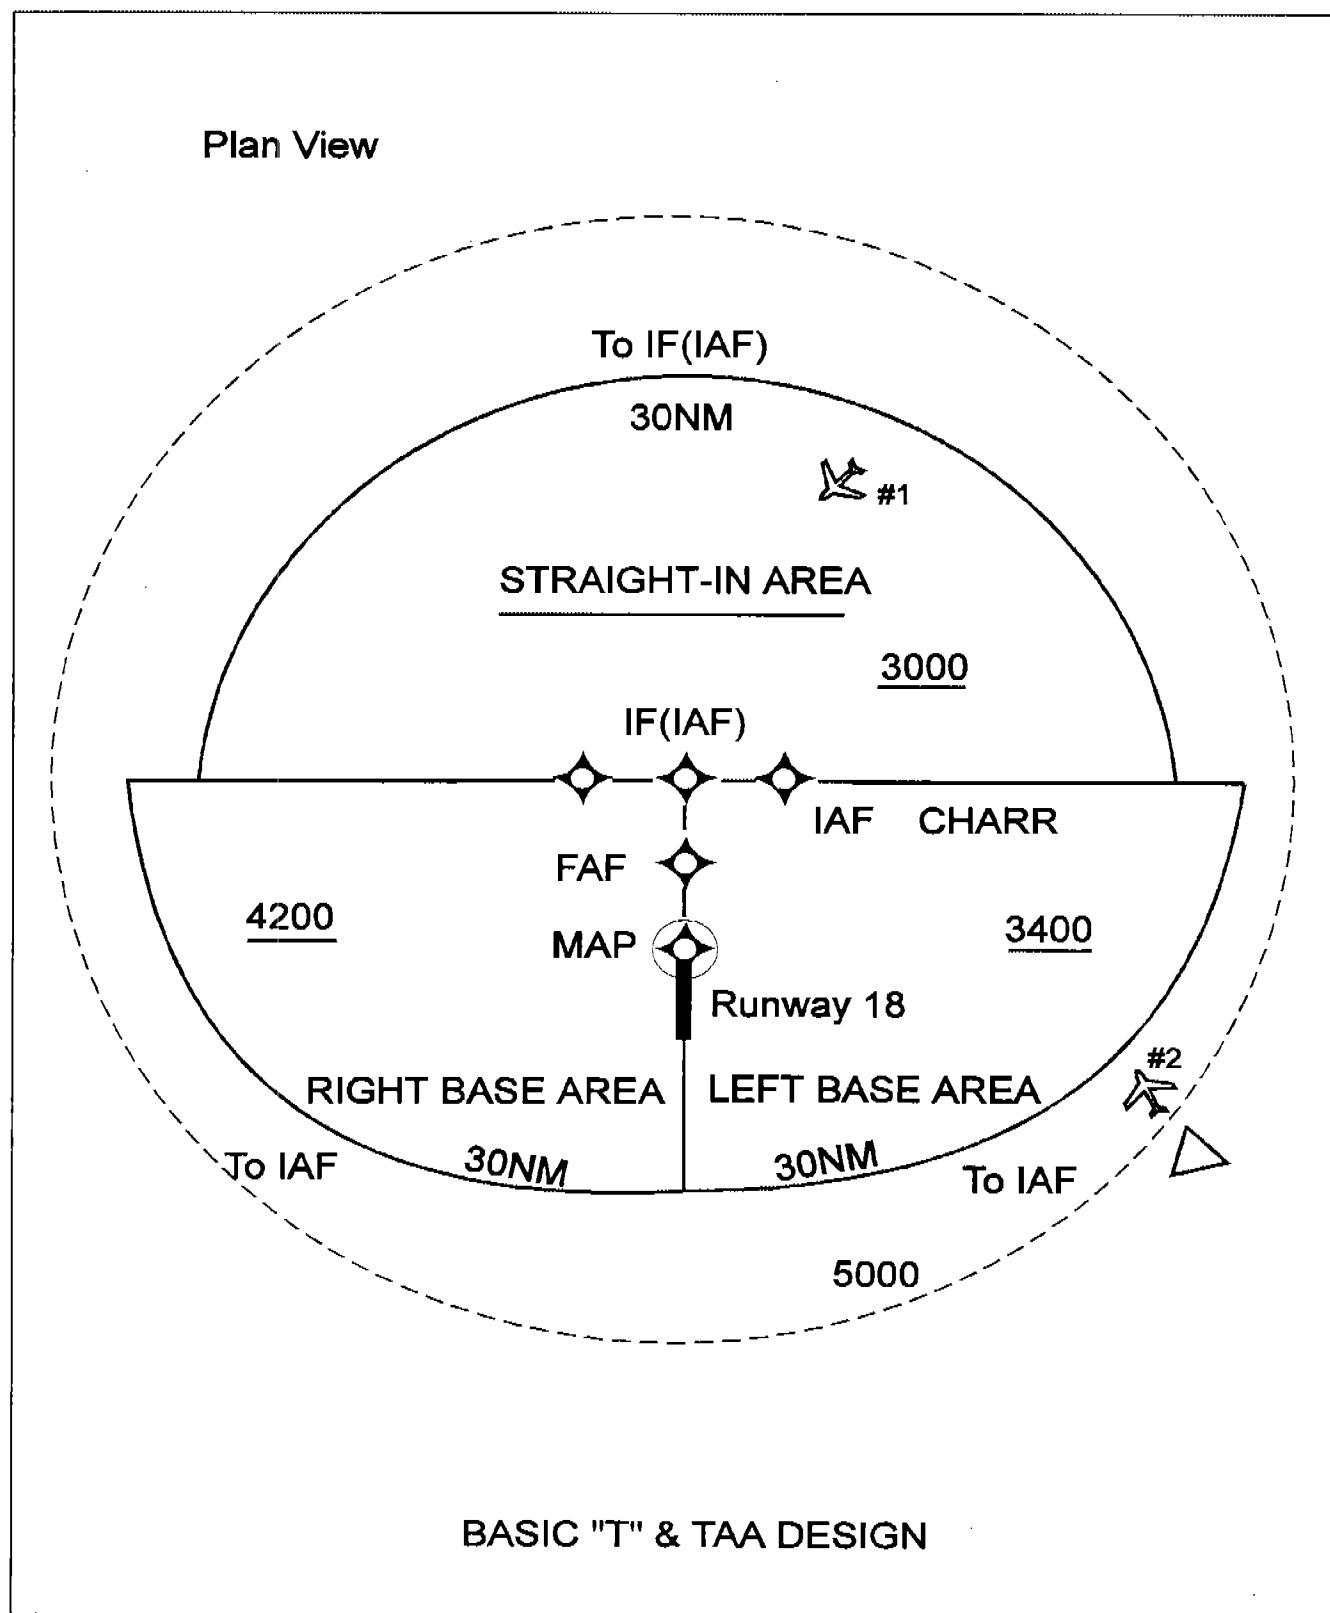 Plan View
To IF(IAF)
30NM
#1
STRAIGHT-IN AREA
3000
IF(IAF)
IAF CHARR
FAF
4200
MAP
3400
Runway 18
#2
RIGHT BASE AREA
LEFT BASE AREA
To IAF
30NM
30NM
To IAF
5000
BASIC "T" & TAA DESIGN